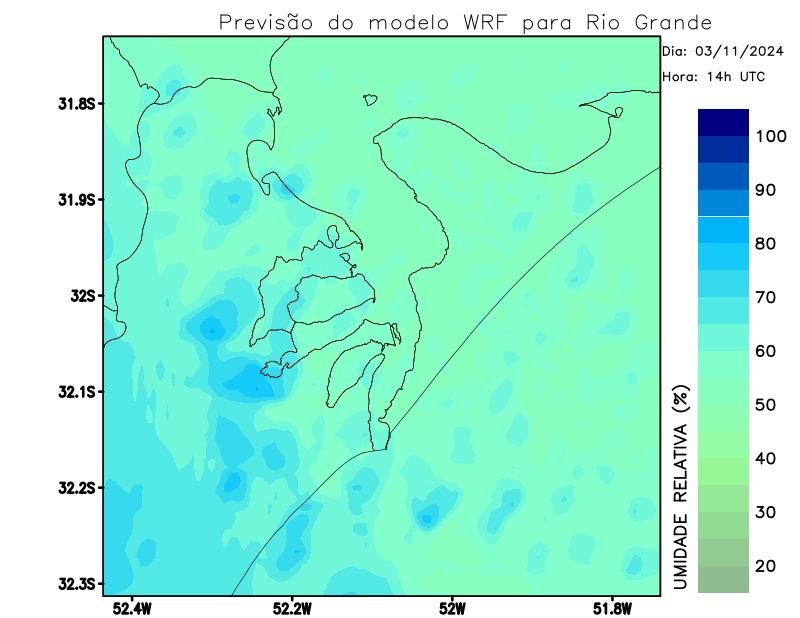 Previsão do modelo WRF para Rio Grande
Dia: 03/11/2024
Hora: 14h UTC
31.8S
31.9S
32S
32.1S
32.2S
32.3S
52.4W
52.2W
52W
51.8W
100
90
80
70
60
50
40
30
20
UMIDADE RELATIVA (%)